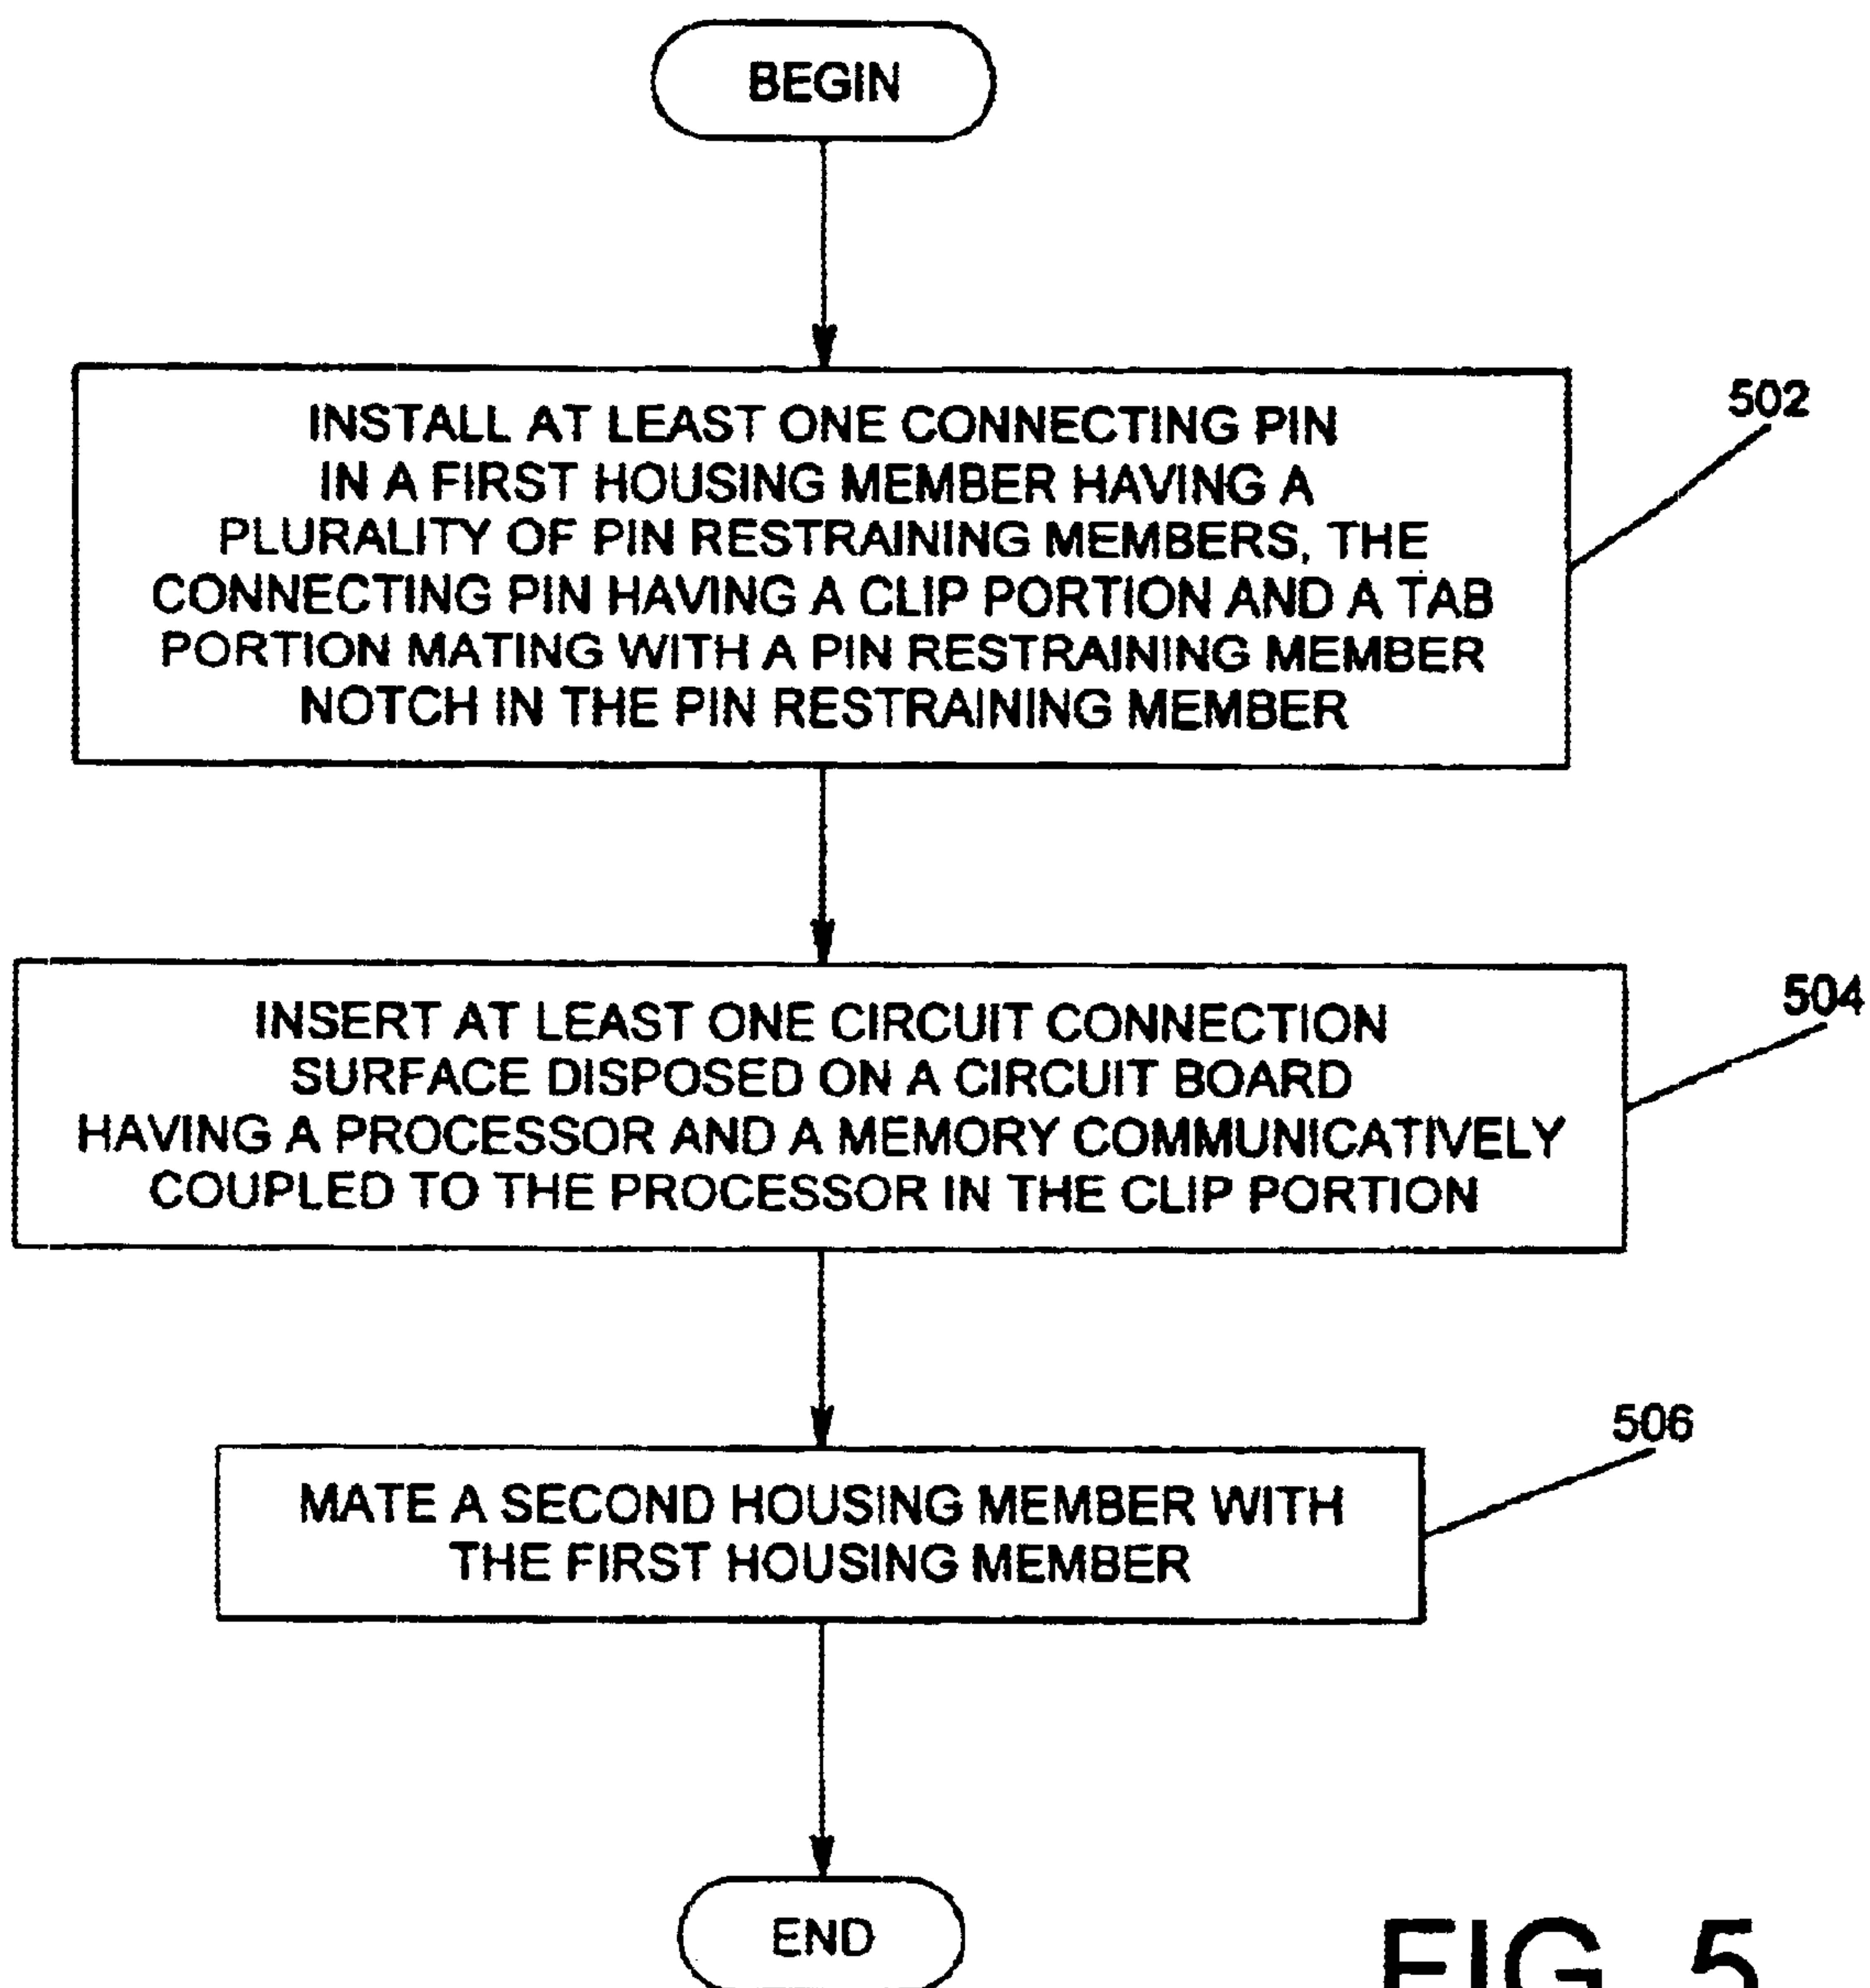 BEGIN
INSTALL AT LEAST ONE CONNECTING PIN
IN A FIRST HOUSING MEMBER HAVING A
PLURALITY OF PIN RESTRAINING MEMBERS, THE
CONNECTING PIN HAVING A CLIP PORTION AND A TAB
PORTION MATING WITH A PIN RESTRAINING MEMBER
NOTCH IN THE PIN RESTRAINING MEMBER
502
INSERT AT LEAST ONE CIRCUIT CONNECTION
SURFACE DISPOSED ON A CIRCUIT BOARD
HAVING A PROCESSOR AND A MEMORY COMMUNICATIVELY
COUPLED TO THE PROCESSOR IN THE CLIP PORTION
504
MATE A SECOND HOUSING MEMBER WITH
THE FIRST HOUSING MEMBER
506
END
FIG. 5